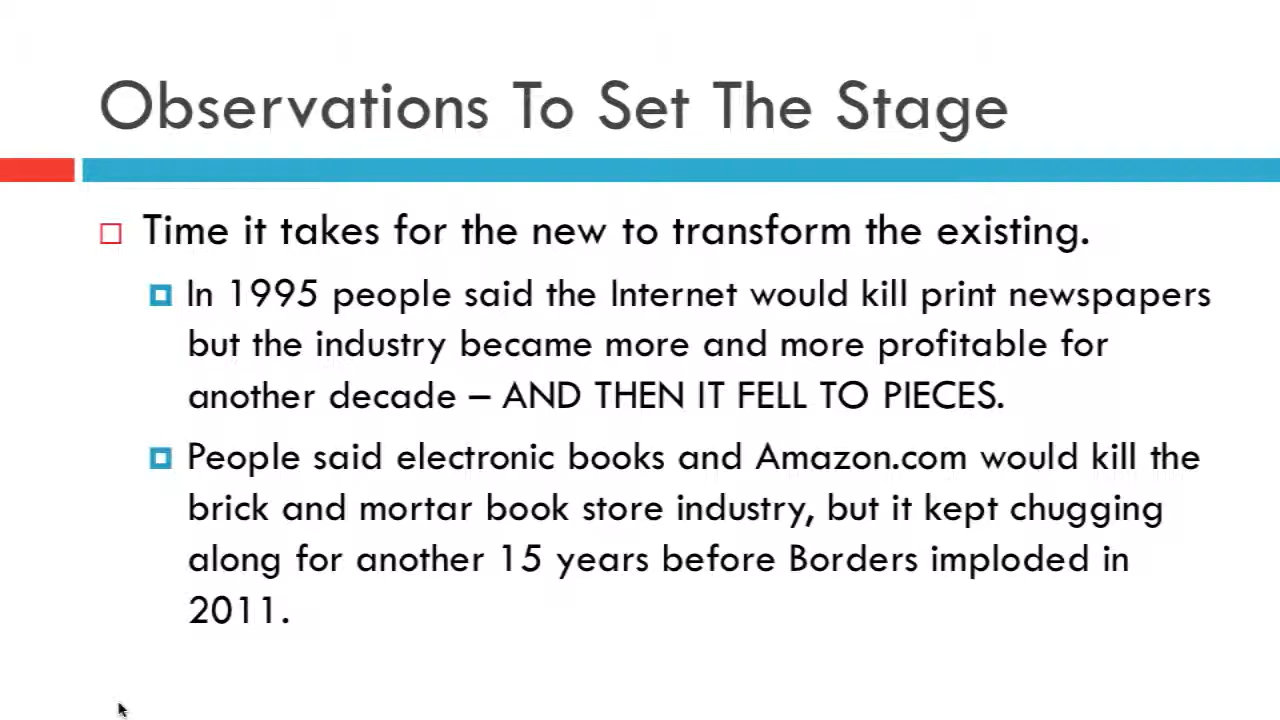 Observations To Set The Stage
Time it takes for the new to transform the existing.
In 1995 people said the Internet would kill print newspapers
but the industry became more and more profitable for
another decade – AND THEN IT FELL TO PIECES.
People said electronic books and Amazon.com would kill the
brick and mortar book store industry, but it kept chugging
along for another 15 years before Borders imploded in
2011.